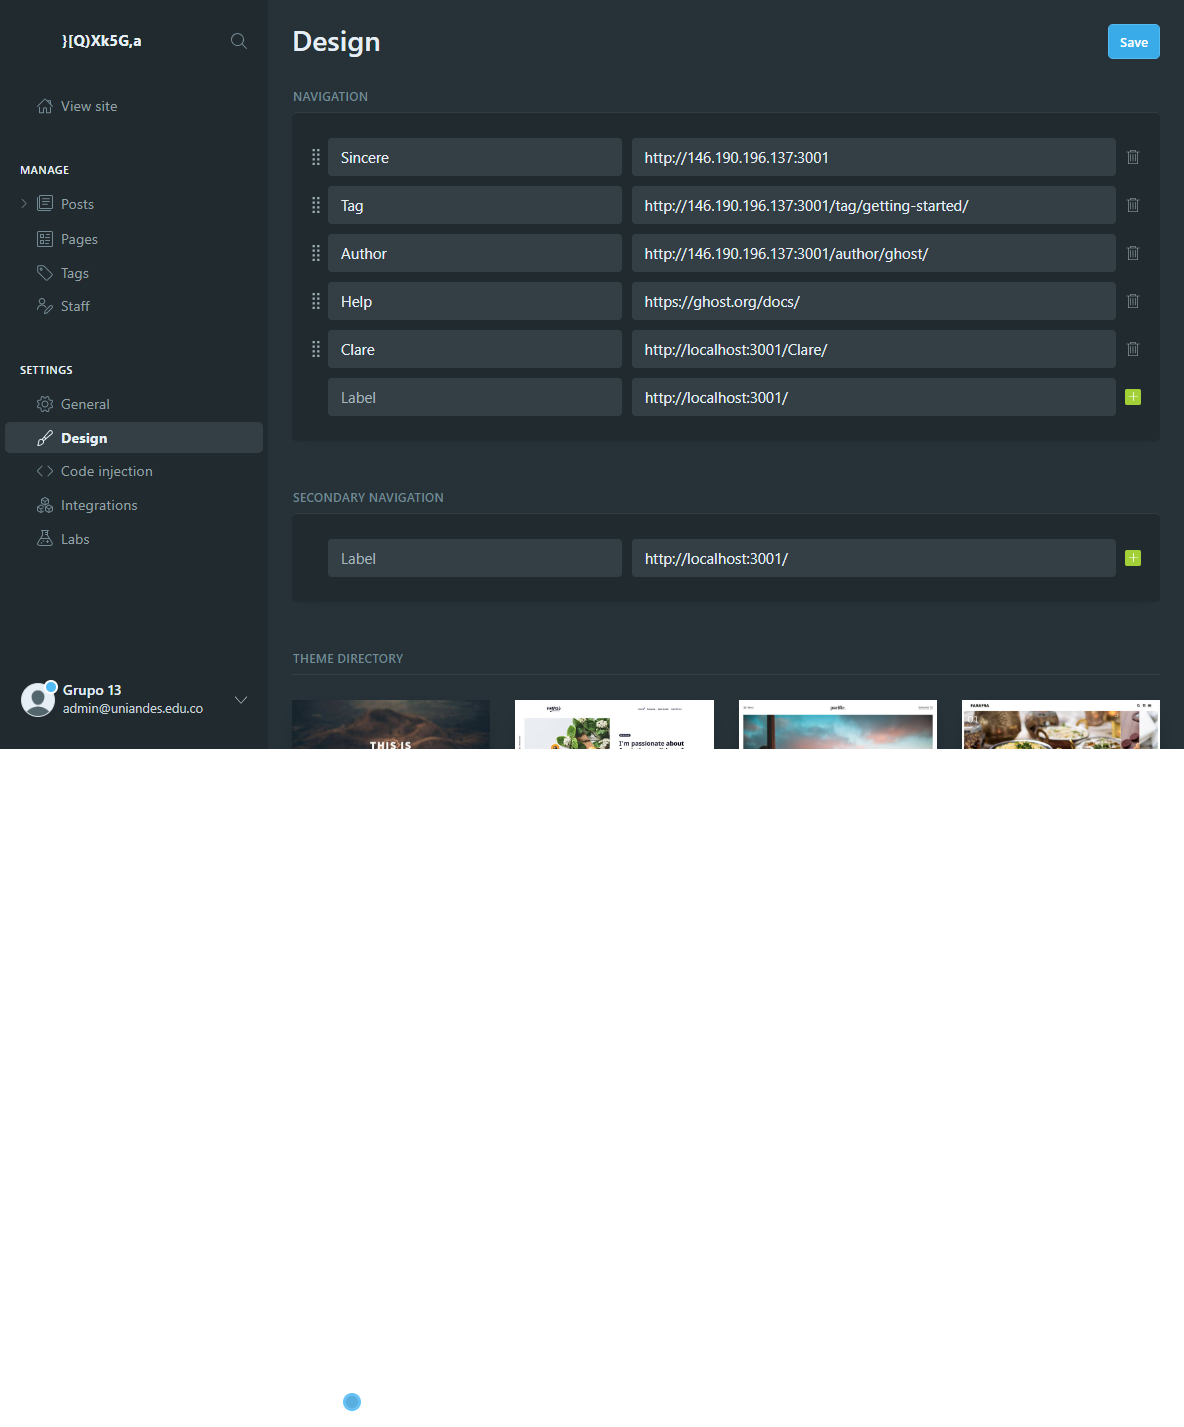 }[Q)Xk5G,a
View site
MANAGE
Posts
Pages
Tags
Staff
SETTINGS
General
Design
Code injection
Integrations
Labs
Grupo 13
admin@uniandes.edu.co
Design
Save
NAVIGATION
Sincere http://146.190.196.137:3001
Tag http://146.190.196.137:3001/tag/getting-started/
Author http://146.190.196.137:3001/author/ghost/
Help https://ghost.org/docs/
Clare http://localhost:3001/Clare/
Label http://localhost:3001/
SECONDARY NAVIGATION
Label http://localhost:3001/
THEME DIRECTORY
THIS IS
I'm passionate about